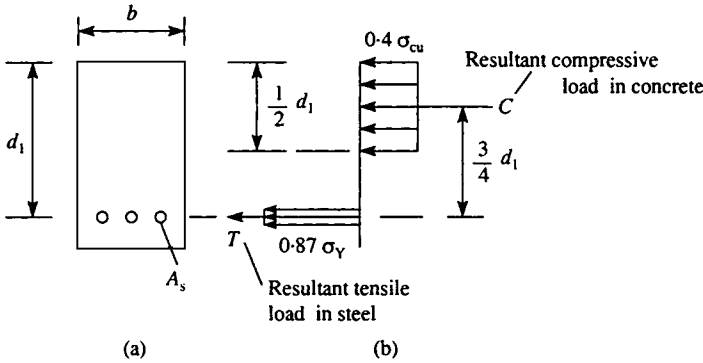 b
0·4 σcu
Resultant compressive
load in concrete
C
d1
1/2 d1
3/4 d1
T
0·87 σY
As
Resultant tensile
load in steel
(a)
(b)